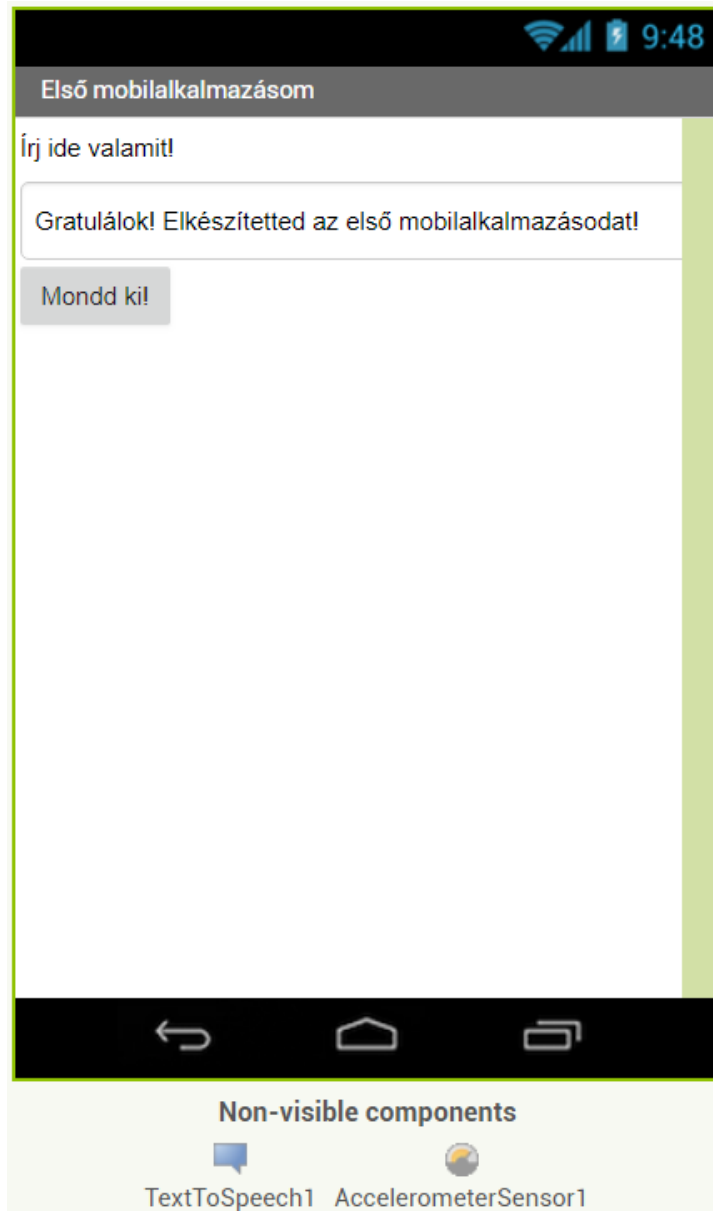 9:48
Első mobilalkalmazásom
Írj ide valamit!
Gratulálok! Elkészítetted az első mobilalkalmazásodat!
Mondd ki!
Non-visible components
TextToSpeech1 AccelerometerSensor1